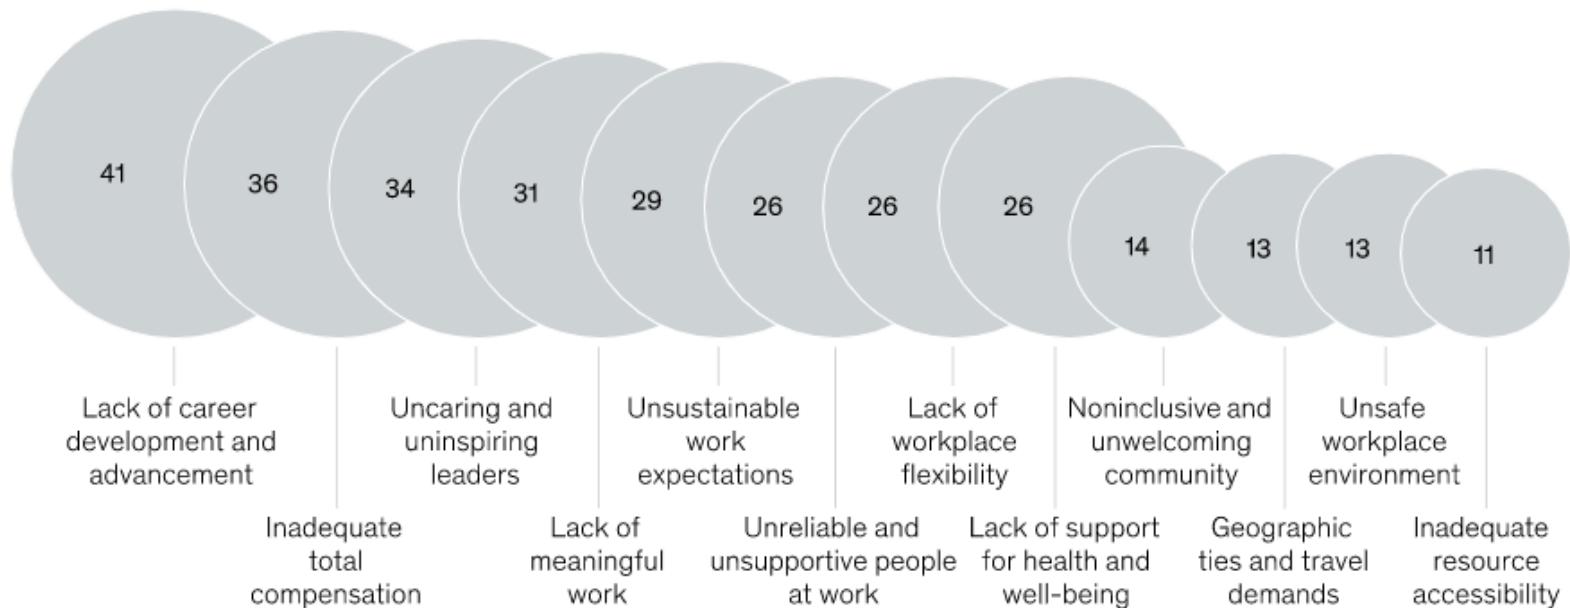 41
36
34
31
29
26
26
26
14
13
13
11
Lack of career
development and
advancement
Inadequate
total
compensation
Uncaring and
uninspiring
leaders
Lack of
meaningful
work
Unsustainable
work
expectations
Unreliable and
unsupportive people
at work
Lack of
workplace
flexibility
Lack of support
for health and
well-being
Noninclusive and
unwelcoming
community
Geographic
ties and travel
demands
Unsafe
workplace
environment
Inadequate
resource
accessibility